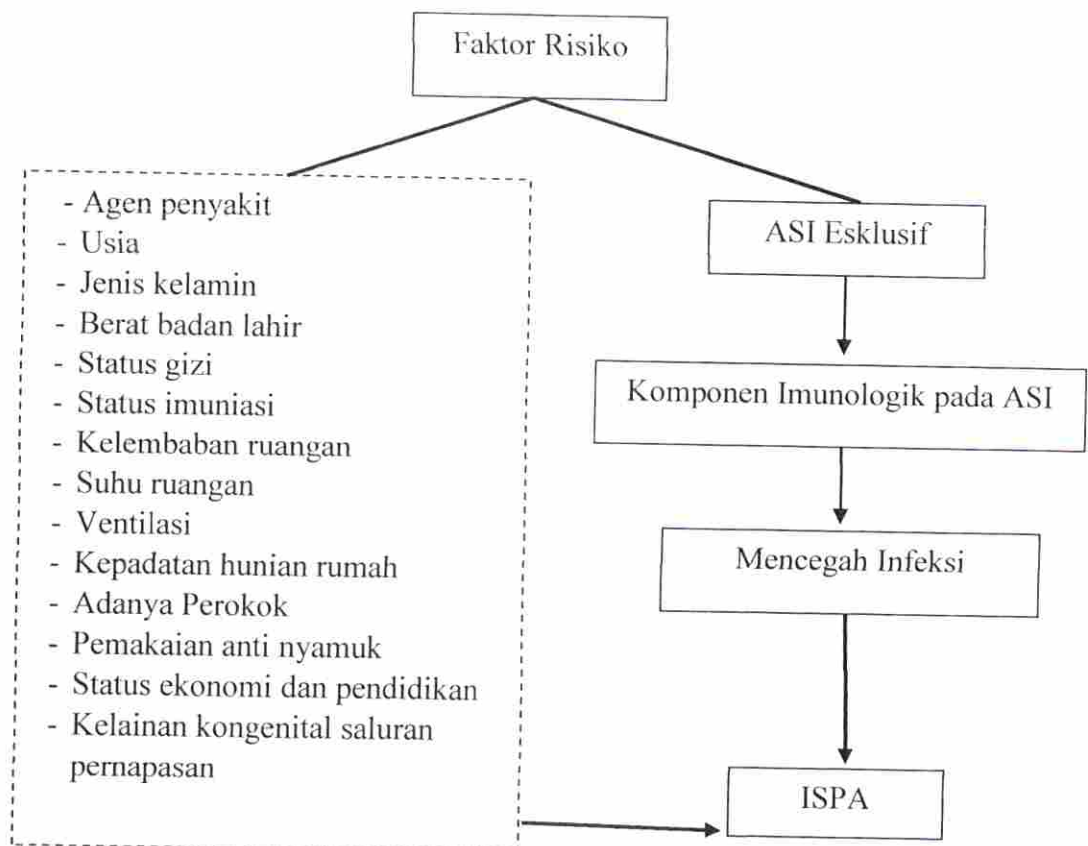 Faktor Risiko
- Agen penyakit
- Usia
- Jenis kelamin
- Berat badan lahir
- Status gizi
- Status imuniasi
- Kelembaban ruangan
- Suhu ruangan
- Ventilasi
- Kepadatan hunian rumah
- Adanya Perokok
- Pemakaian anti nyamuk
- Status ekonomi dan pendidikan
- Kelainan kongenital saluran
pernapasan
ASI Esklusif
Komponen Imunologik pada ASI
Mencegah Infeksi
ISPA